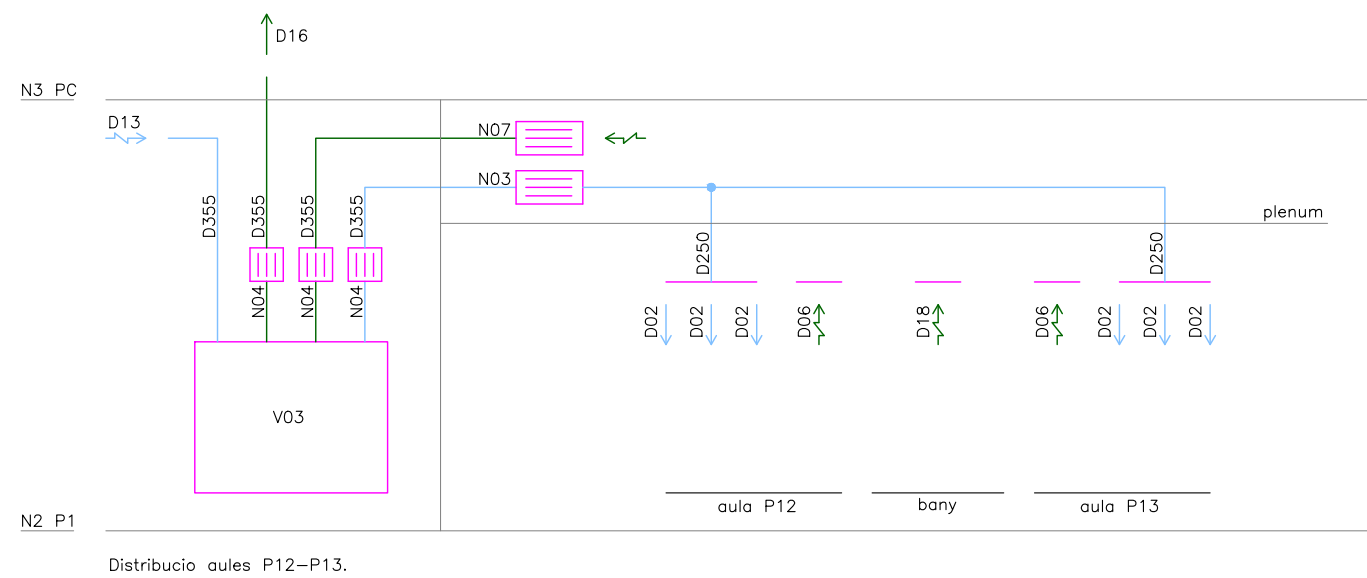 D16
N3 PC
D13
N07
N03
D355
D355
D355
D355
plenum
D250
D250
N04
N04
N04
D02
D02
D02
D06
D18
D06
D02
D02
D02
V03
aula P12
bany
aula P13
N2 P1
Distribucio aules P12-P13.